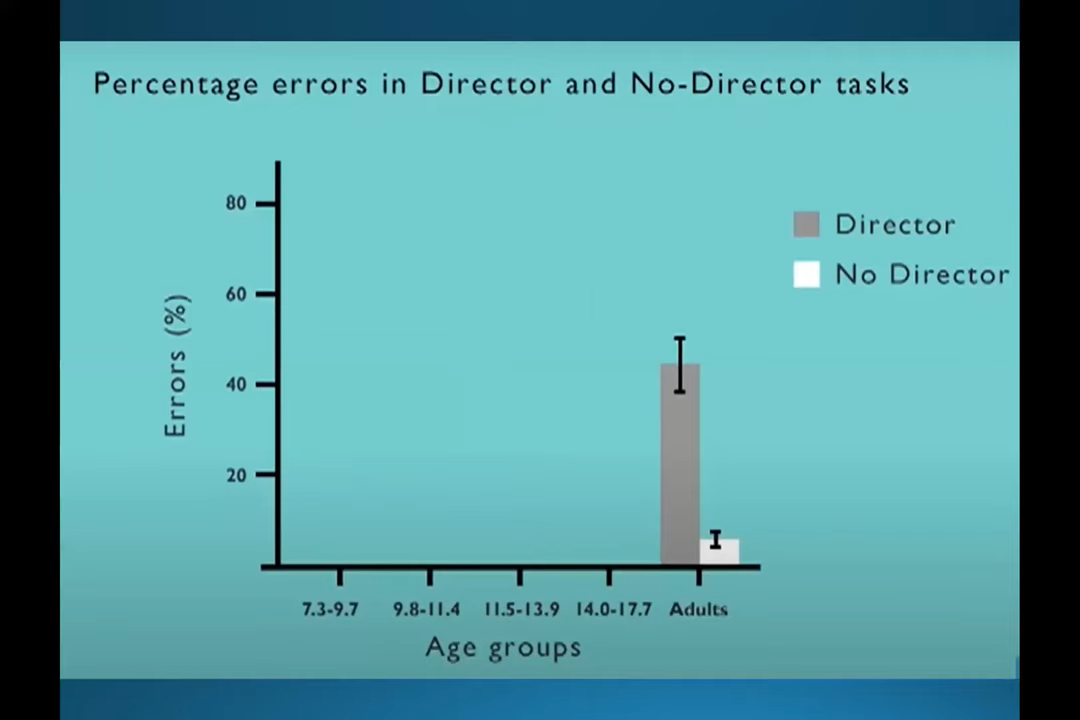 Percentage errors in Director and No-Director tasks
80
60
40
20
Errors (%)
Director
No Director
7.3-9.7 9.8-11.4 11.5-13.9 14.0-17.7 Adults
Age groups